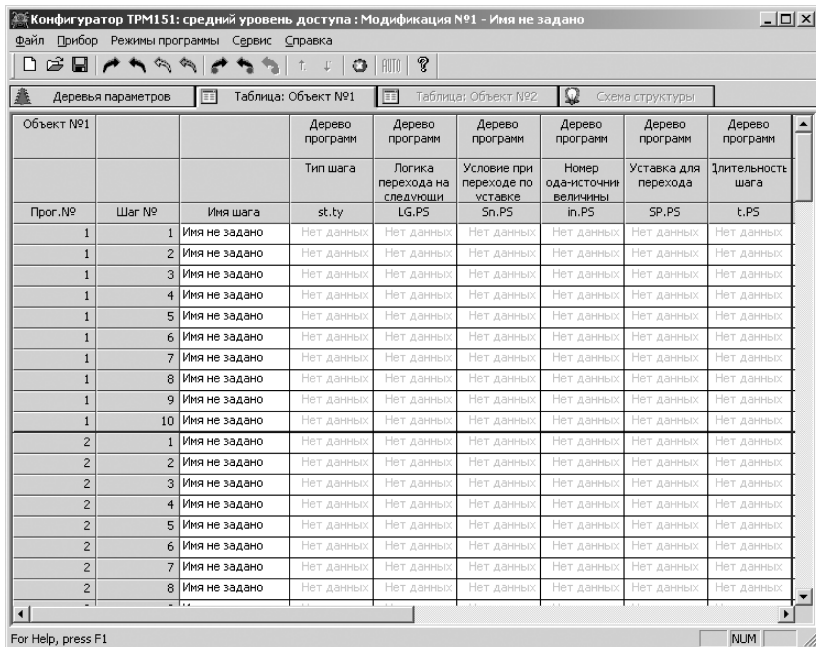 Конфигуратор ТРМ151: средний уровень доступа : Модификация №1 - Имя не задано
Файл Прибор Режимы программы Сервис Справка
AUTO ?
Деревья параметров Таблица: Объект №1 Таблица: Объект №2 Схема структуры
Объект №1 Дерево программ Дерево программ Дерево программ Дерево программ Дерево программ Дерево программ
Тип шага Логика перехода на следующи Условие при переходе по уставке Номер ода-источник величины Уставка для перехода Длительность шага
Прог.№ Шаг № Имя шага st.ty LG.PS Sn.PS in.PS SP.PS t.PS
1 1 Имя не задано Нет данных Нет данных Нет данных Нет данных Нет данных Нет данных
1 2 Имя не задано Нет данных Нет данных Нет данных Нет данных Нет данных Нет данных
1 3 Имя не задано Нет данных Нет данных Нет данных Нет данных Нет данных Нет данных
1 4 Имя не задано Нет данных Нет данных Нет данных Нет данных Нет данных Нет данных
1 5 Имя не задано Нет данных Нет данных Нет данных Нет данных Нет данных Нет данных
1 6 Имя не задано Нет данных Нет данных Нет данных Нет данных Нет данных Нет данных
1 7 Имя не задано Нет данных Нет данных Нет данных Нет данных Нет данных Нет данных
1 8 Имя не задано Нет данных Нет данных Нет данных Нет данных Нет данных Нет данных
1 9 Имя не задано Нет данных Нет данных Нет данных Нет данных Нет данных Нет данных
1 10 Имя не задано Нет данных Нет данных Нет данных Нет данных Нет данных Нет данных
2 1 Имя не задано Нет данных Нет данных Нет данных Нет данных Нет данных Нет данных
2 2 Имя не задано Нет данных Нет данных Нет данных Нет данных Нет данных Нет данных
2 3 Имя не задано Нет данных Нет данных Нет данных Нет данных Нет данных Нет данных
2 4 Имя не задано Нет данных Нет данных Нет данных Нет данных Нет данных Нет данных
2 5 Имя не задано Нет данных Нет данных Нет данных Нет данных Нет данных Нет данных
2 6 Имя не задано Нет данных Нет данных Нет данных Нет данных Нет данных Нет данных
2 7 Имя не задано Нет данных Нет данных Нет данных Нет данных Нет данных Нет данных
2 8 Имя не задано Нет данных Нет данных Нет данных Нет данных Нет данных Нет данных
For Help, press F1 NUM